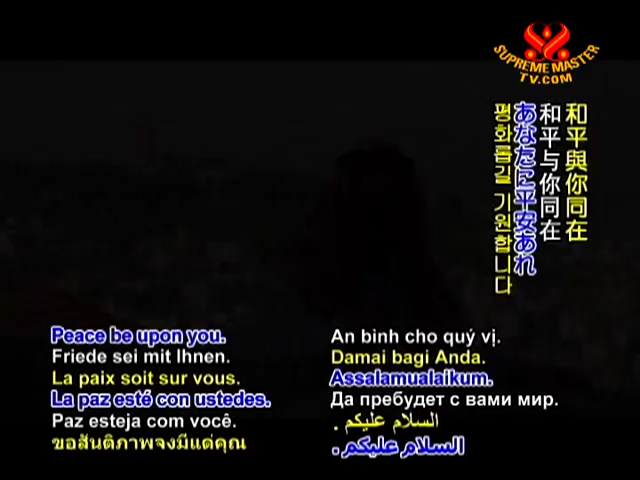 SUPREME MASTER
TV.COM
和平與你同在
和平与你同在
あなたに平安あれ
평화롭길 기원합니다
Peace be upon you.
Friede sei mit Ihnen.
La paix soit sur vous.
La paz esté con ustedes.
Paz esteja com você.
ขอสันติภาพจงมีแด่คุณ
An bình cho quý vị.
Damai bagi Anda.
Assalamualaikum.
Да пребудет с вами мир.
السلام عليكم .
السلام عليكم .